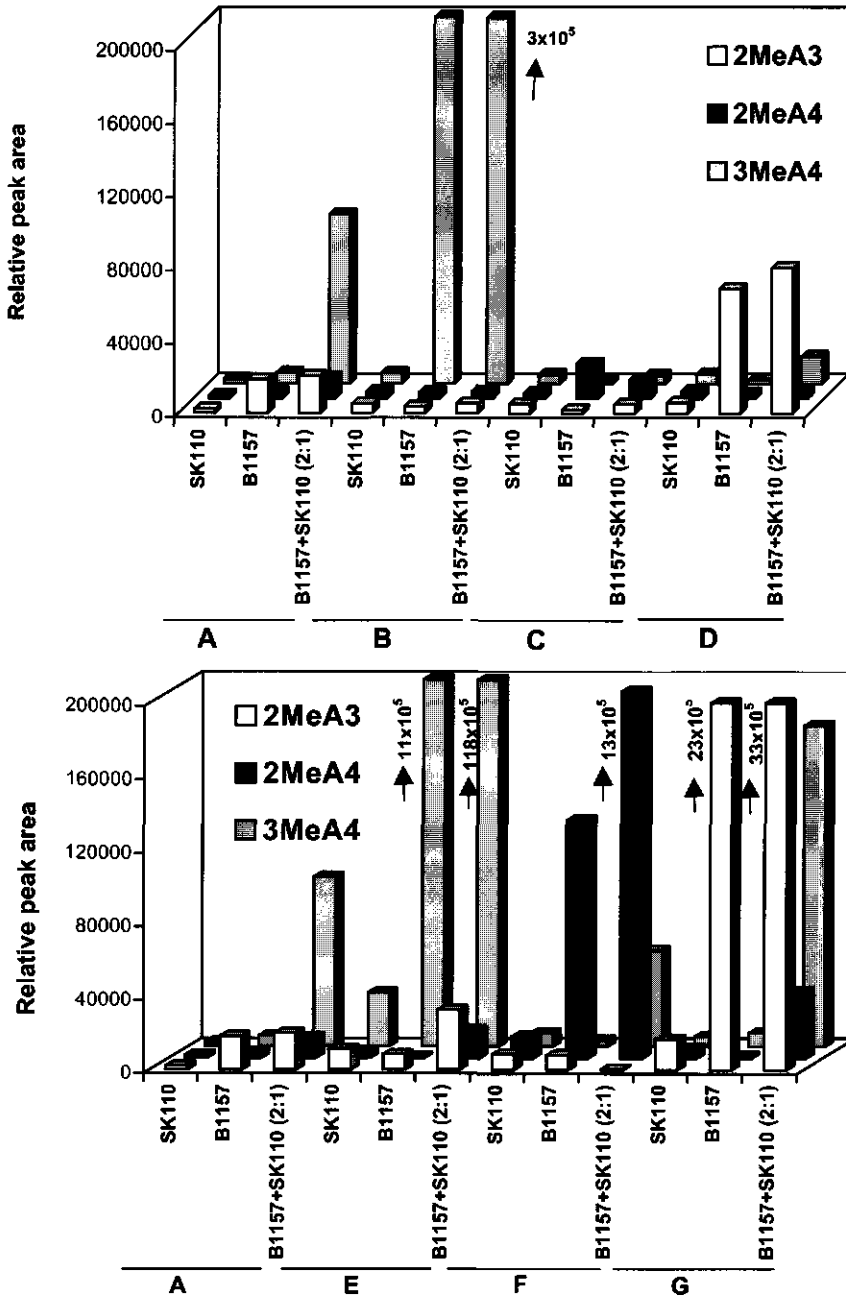 200000
160000
120000
80000
40000
0
Relative peak area
3x10⁵
2MeA3
2MeA4
3MeA4
SK110
B1157
B1157+SK110 (2:1)
SK110
B1157
B1157+SK110 (2:1)
SK110
B1157
B1157+SK110 (2:1)
SK110
B1157
B1157+SK110 (2:1)
A
B
C
D
200000
160000
120000
80000
40000
0
Relative peak area
2MeA3
2MeA4
3MeA4
11x10⁵
118x10⁵
13x10⁵
23x10⁵
33x10⁵
SK110
B1157
B1157+SK110 (2:1)
SK110
B1157
B1157+SK110 (2:1)
SK110
B1157
B1157+SK110 (2:1)
SK110
B1157
B1157+SK110 (2:1)
A
E
F
G